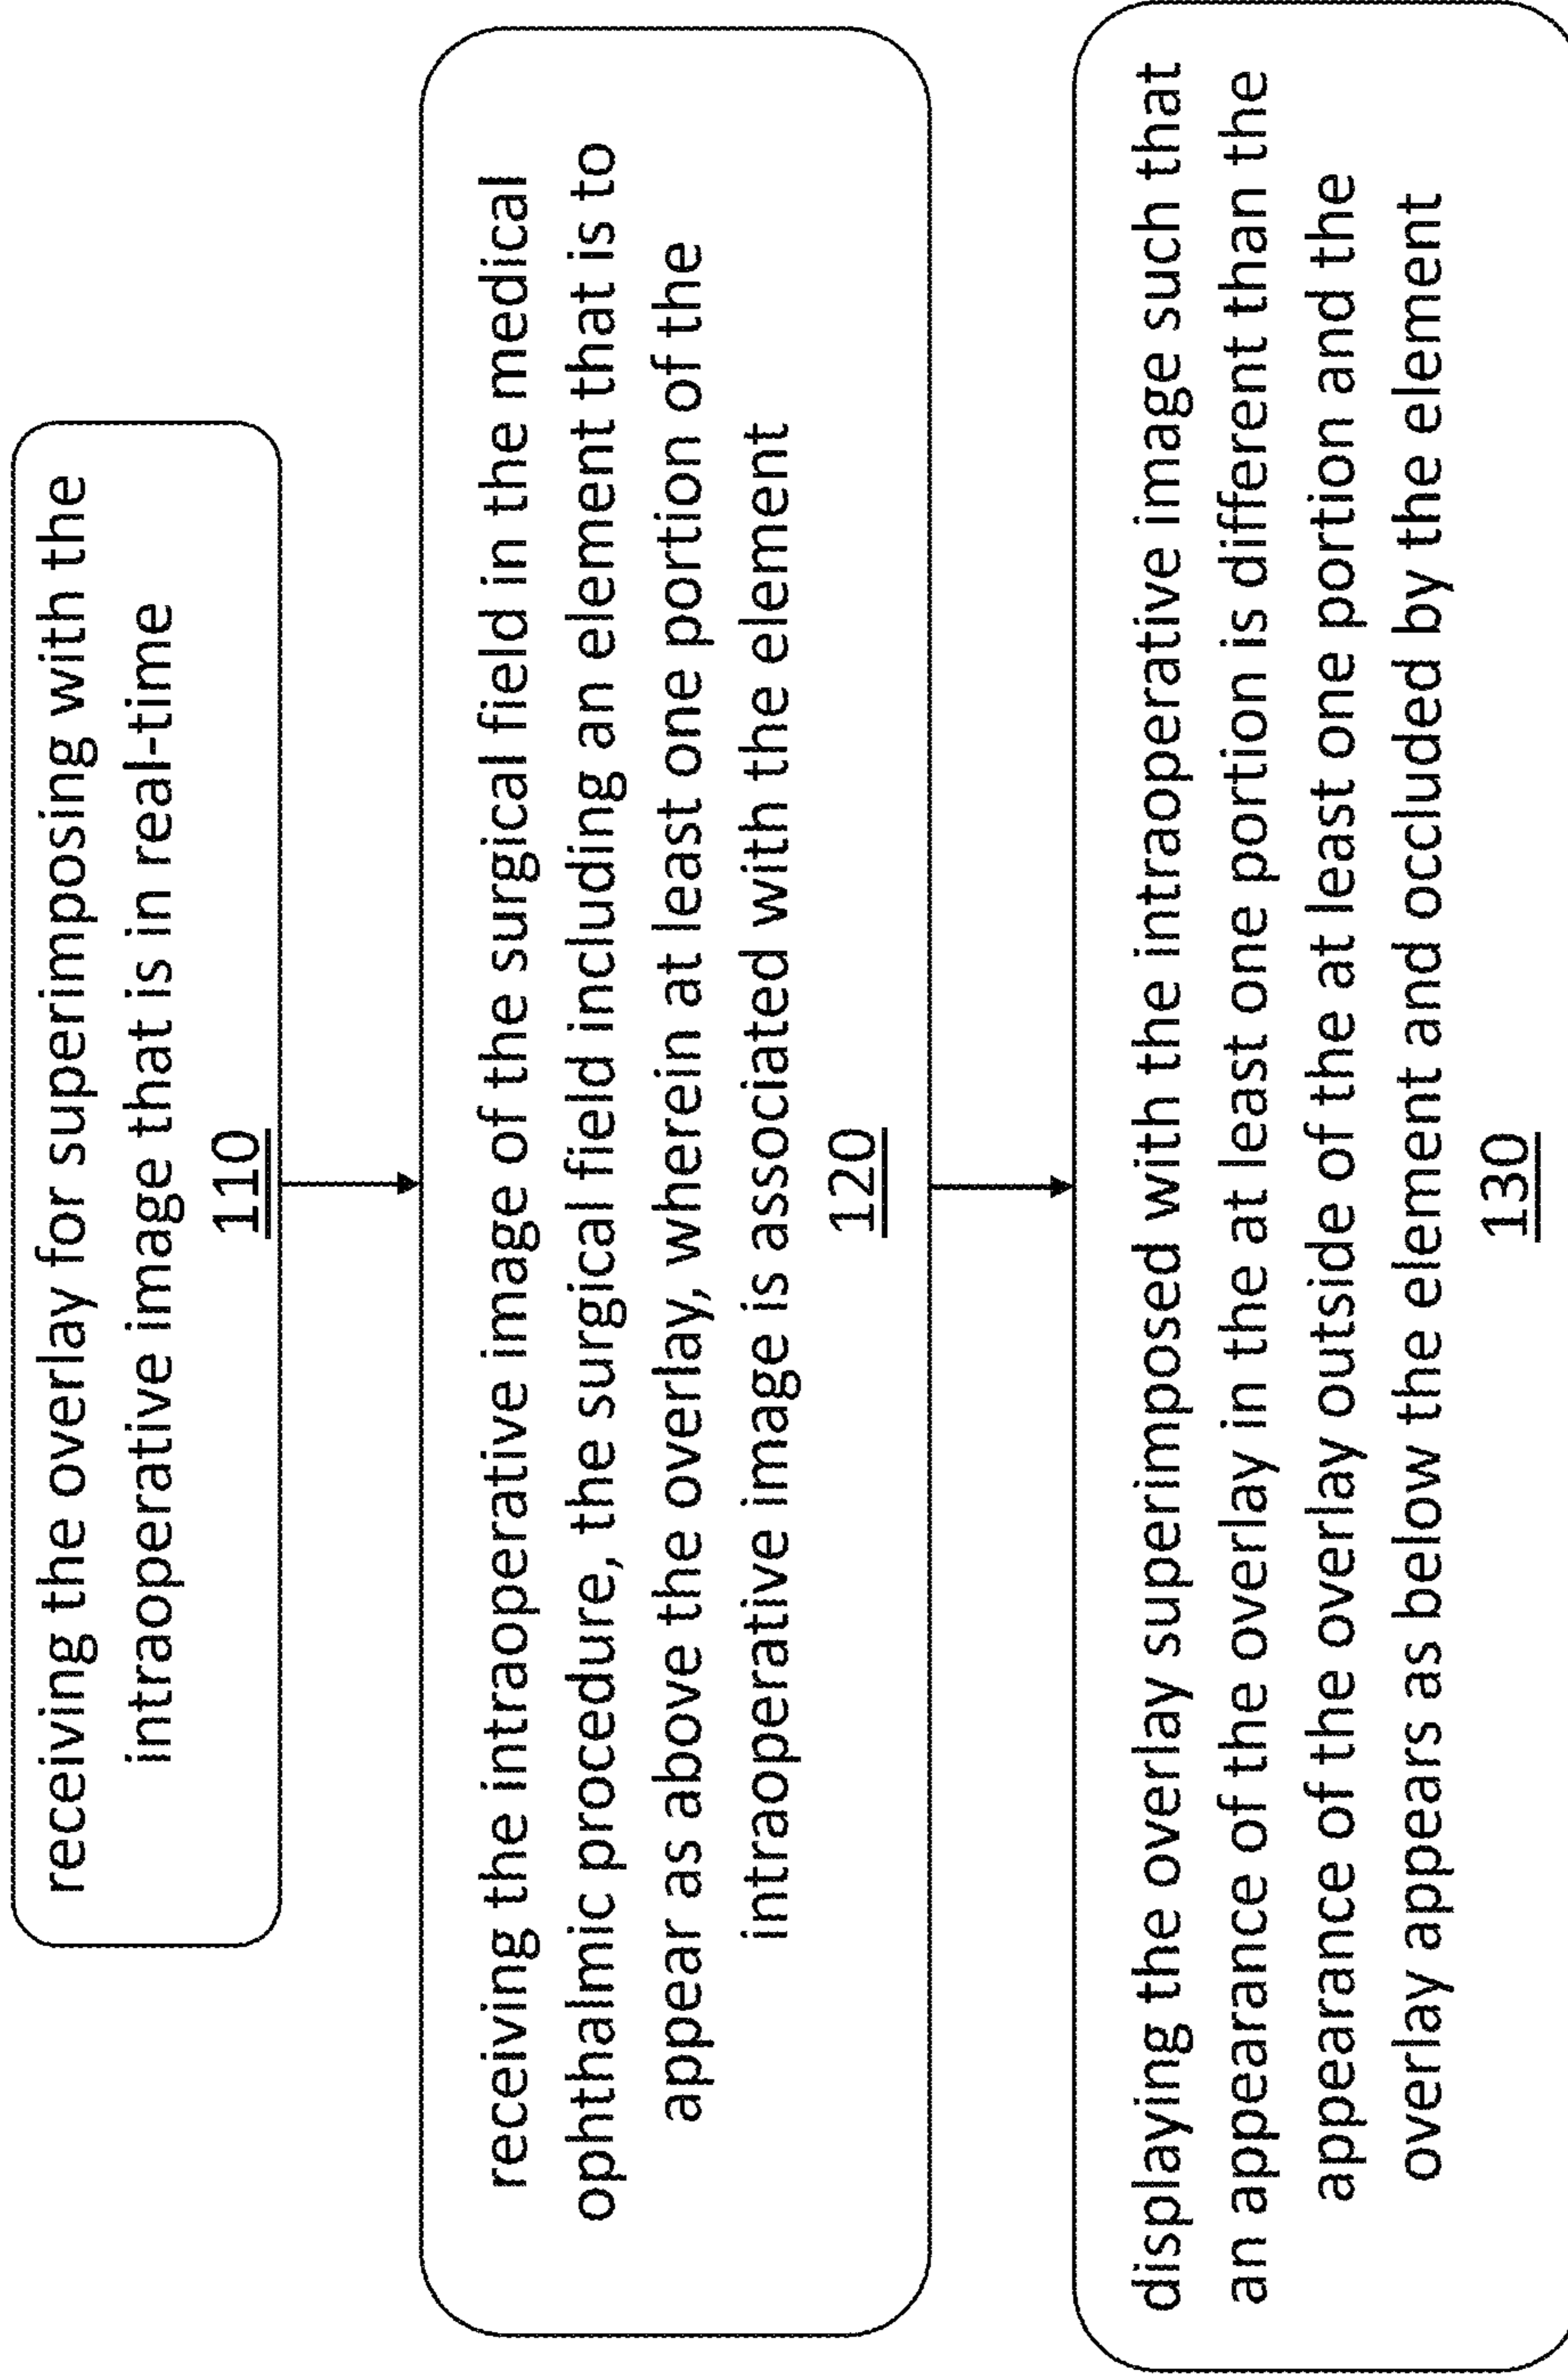 receiving the overlay for superimposing with the
intraoperative image that is in real-time
110
receiving the intraoperative image of the surgical field in the medical
ophthalmic procedure, the surgical field including an element that is to
appear as above the overlay, wherein at least one portion of the
intraoperative image is associated with the element
120
displaying the overlay superimposed with the intraoperative image such that
an appearance of the overlay in the at least one portion is different than the
appearance of the overlay outside of the at least one portion and the
overlay appears as below the element and occluded by the element
130